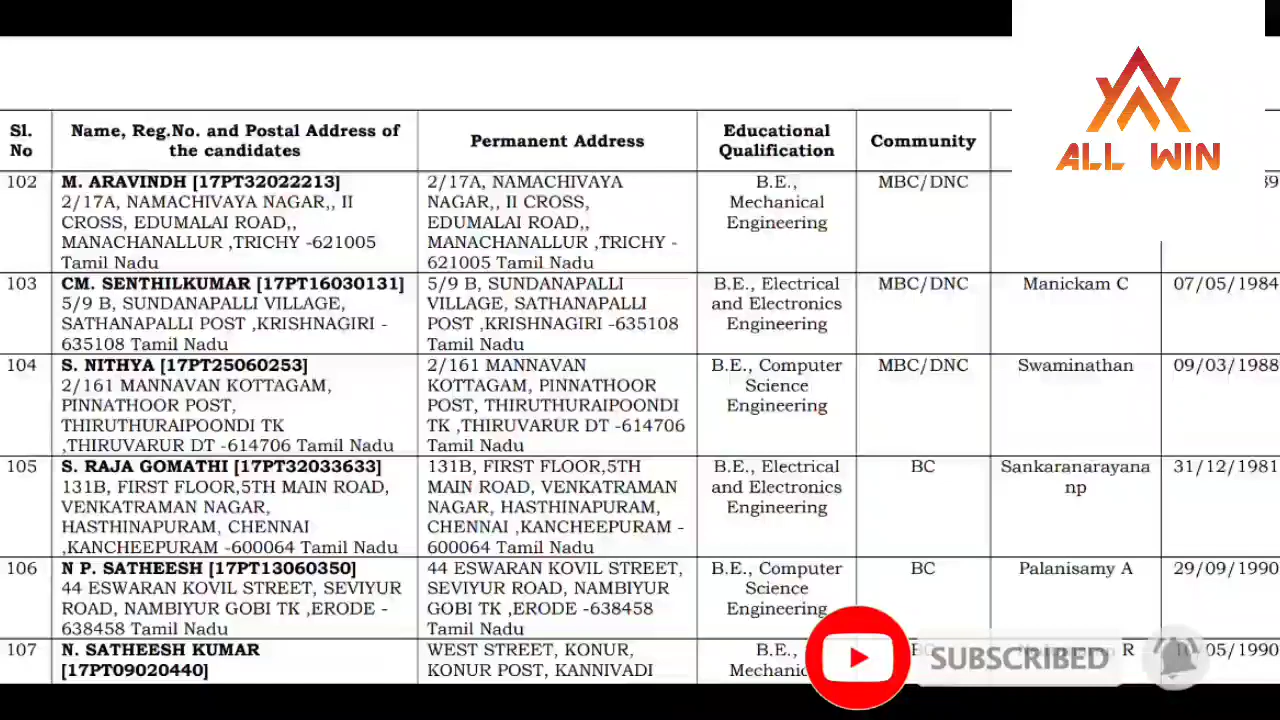 ALL WIN
Sl. No
Name, Reg.No. and Postal Address of the candidates
Permanent Address
Educational Qualification
Community
102
M. ARAVINDH [17PT32022213]
2/17A, NAMACHIVAYA NAGAR,, II
CROSS, EDUMALAI ROAD,,
MANACHANALLUR ,TRICHY -621005
Tamil Nadu
2/17A, NAMACHIVAYA
NAGAR,, II CROSS,
EDUMALAI ROAD,,
MANACHANALLUR ,TRICHY -
621005 Tamil Nadu
B.E.,
Mechanical
Engineering
MBC/DNC
103
CM. SENTHILKUMAR [17PT16030131]
5/9 B, SUNDANAPALLI VILLAGE,
SATHANAPALLI POST ,KRISHNAGIRI -
635108 Tamil Nadu
5/9 B, SUNDANAPALLI
VILLAGE, SATHANAPALLI
POST ,KRISHNAGIRI -635108
Tamil Nadu
B.E., Electrical
and Electronics
Engineering
MBC/DNC
Manickam C
07/05/1984
104
S. NITHYA [17PT25060253]
2/161 MANNAVAN KOTTAGAM,
PINNATHOOR POST,
THIRUTHURAIPOONDI TK
,THIRUVARUR DT -614706 Tamil Nadu
2/161 MANNAVAN
KOTTAGAM, PINNATHOOR
POST, THIRUTHURAIPOONDI
TK ,THIRUVARUR DT -614706
Tamil Nadu
B.E., Computer
Science
Engineering
MBC/DNC
Swaminathan
09/03/1988
105
S. RAJA GOMATHI [17PT32033633]
131B, FIRST FLOOR,5TH MAIN ROAD,
VENKATRAMAN NAGAR,
HASTHINAPURAM, CHENNAI
,KANCHEEPURAM -600064 Tamil Nadu
131B, FIRST FLOOR,5TH
MAIN ROAD, VENKATRAMAN
NAGAR, HASTHINAPURAM,
CHENNAI ,KANCHEEPURAM -
600064 Tamil Nadu
B.E., Electrical
and Electronics
Engineering
BC
Sankaranarayana
np
31/12/1981
106
N P. SATHEESH [17PT13060350]
44 ESWARAN KOVIL STREET, SEVIYUR
ROAD, NAMBIYUR GOBI TK ,ERODE -
638458 Tamil Nadu
44 ESWARAN KOVIL STREET,
SEVIYUR ROAD, NAMBIYUR
GOBI TK ,ERODE -638458
Tamil Nadu
B.E., Computer
Science
Engineering
BC
Palanisamy A
29/09/1990
107
N. SATHEESH KUMAR
[17PT09020440]
WEST STREET, KONUR,
KONUR POST, KANNIVADI
B.E.,
BC
R
SUBSCRIBED